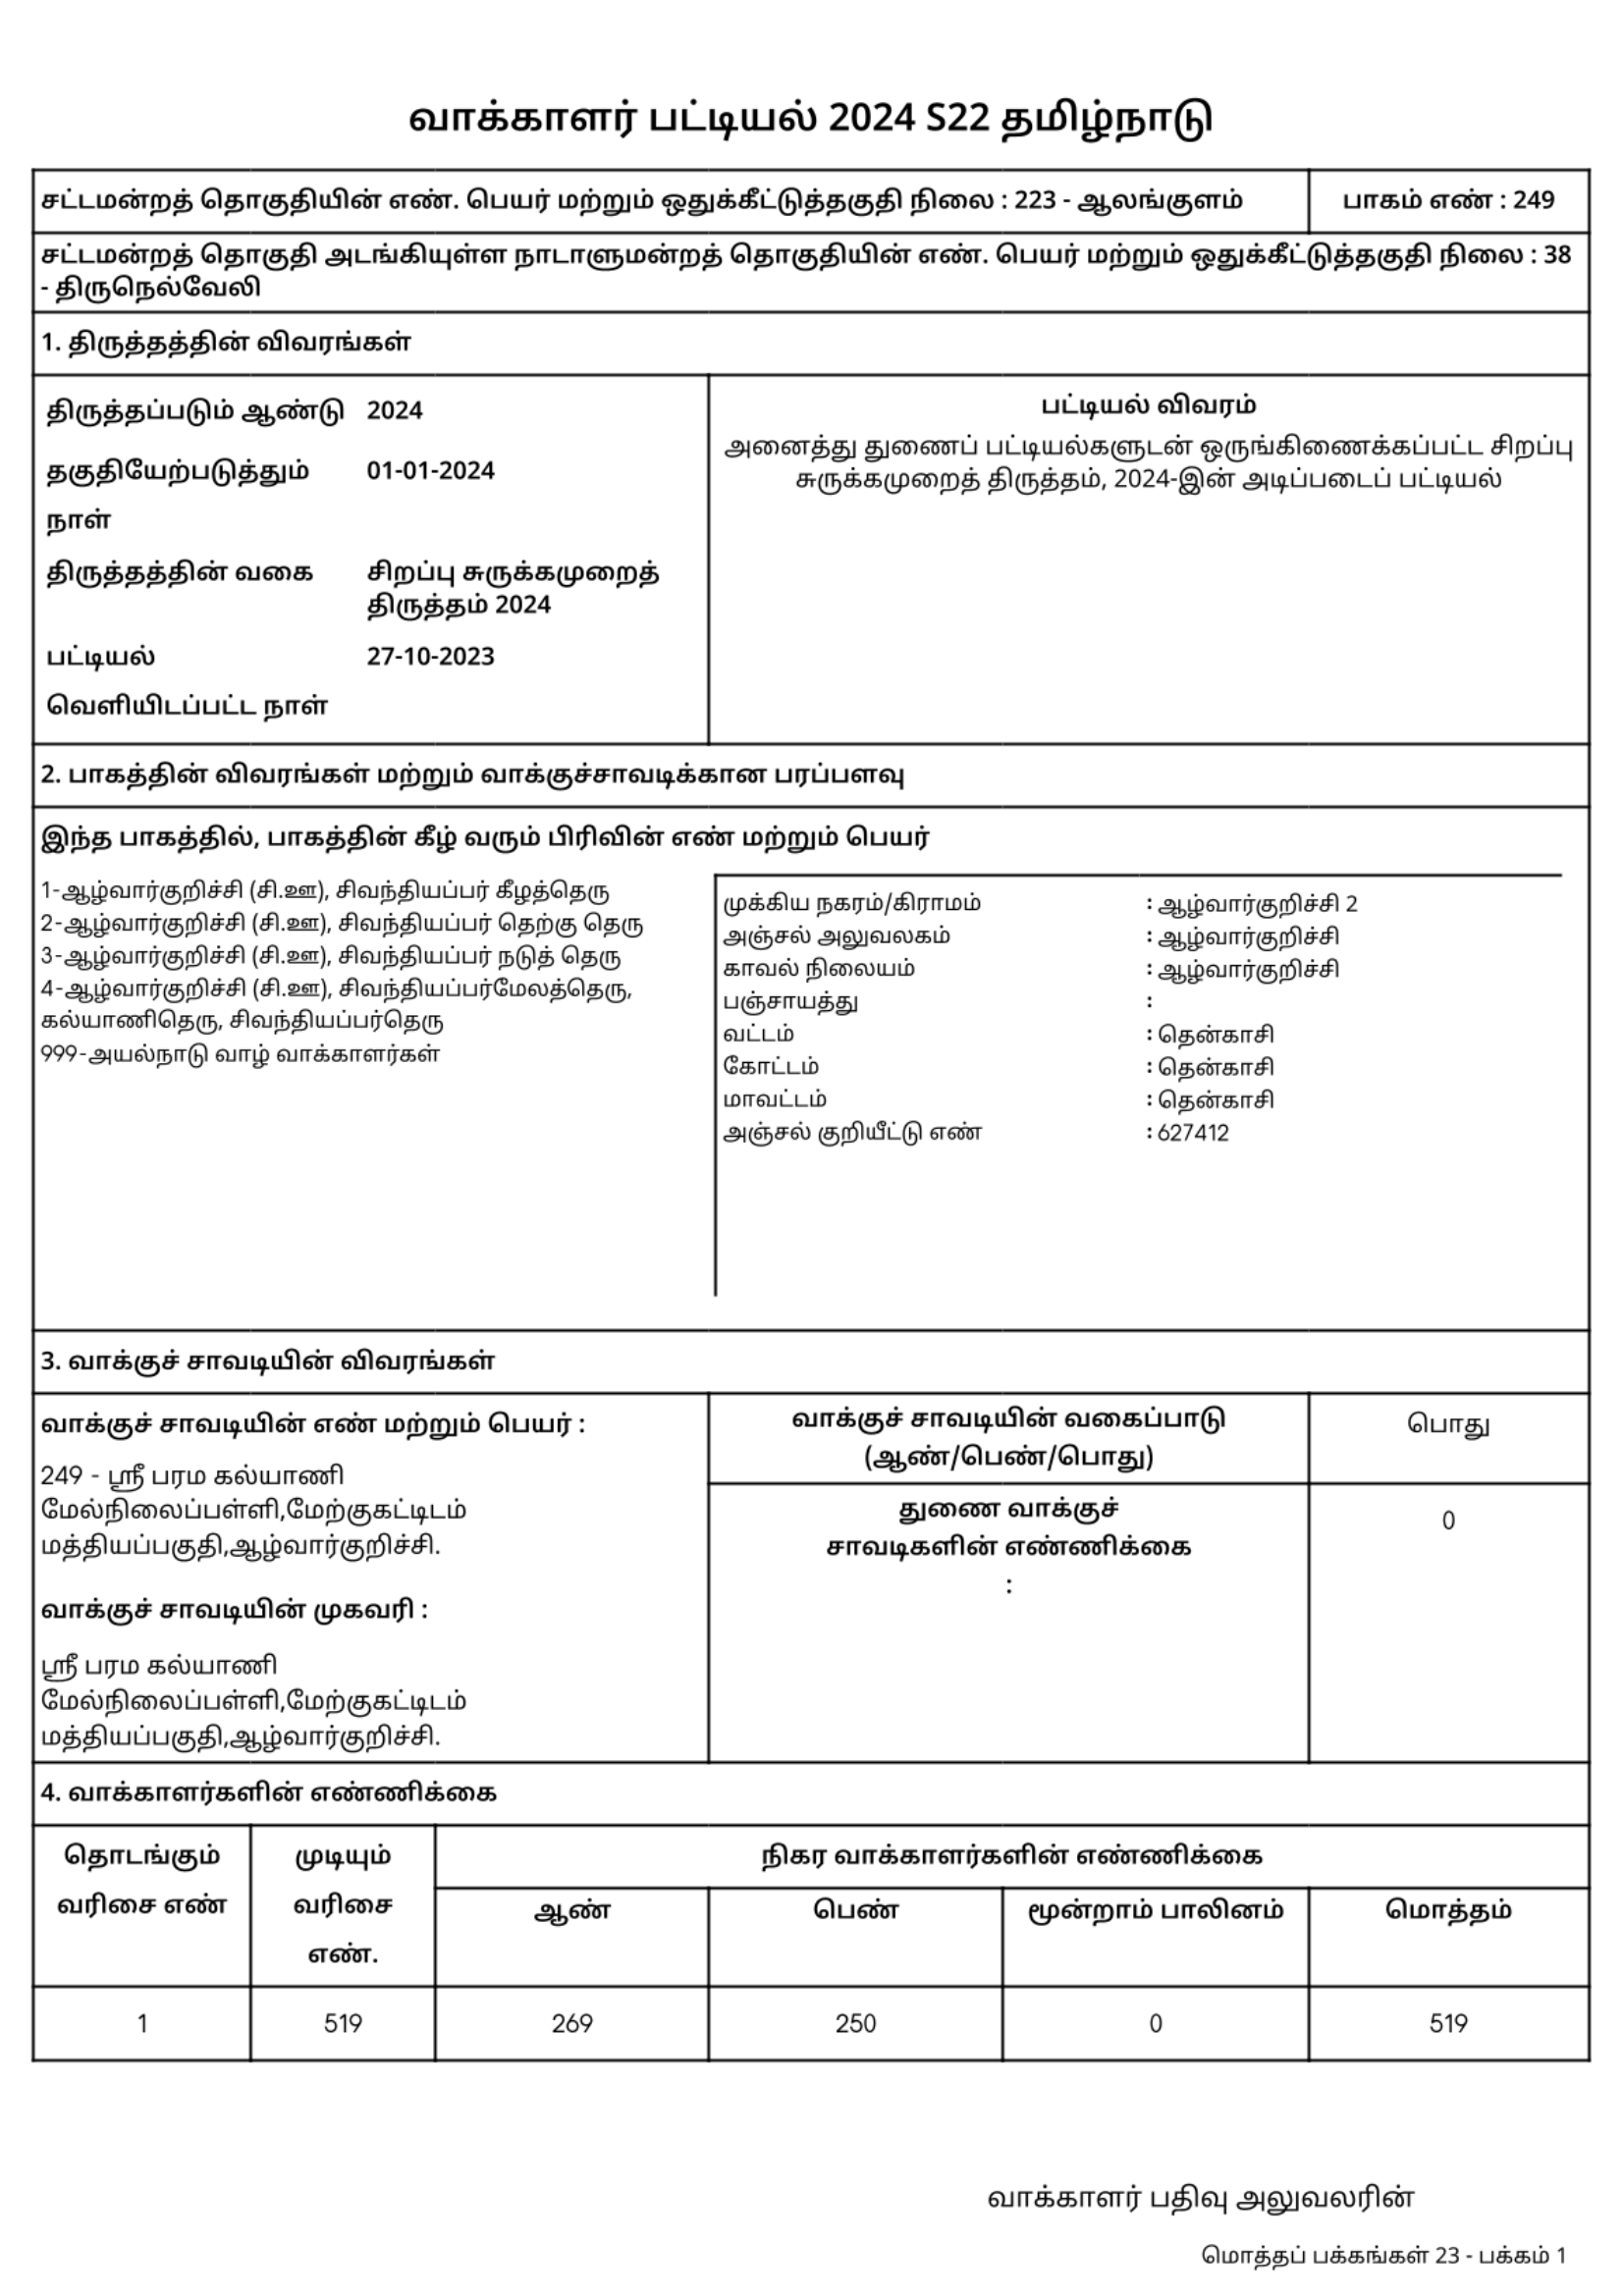 வாக்காளர் பட்டியல் 2024 S22 தமிழ்நாடு
சட்டமன்றத் தொகுதியின் எண். பெயர் மற்றும் ஒதுக்கீட்டுத்தகுதி நிலை : 223 - ஆலங்குளம்
பாகம் எண் : 249
சட்டமன்றத் தொகுதி அடங்கியுள்ள நாடாளுமன்றத் தொகுதியின் எண். பெயர் மற்றும் ஒதுக்கீட்டுத்தகுதி நிலை : 38
- திருநெல்வேலி
1. திருத்தத்தின் விவரங்கள்
திருத்தப்படும் ஆண்டு 2024
தகுதியேற்படுத்தும் 01-01-2024
நாள்
திருத்தத்தின் வகை சிறப்பு சுருக்கமுறைத்
திருத்தம் 2024
பட்டியல் 27-10-2023
வெளியிடப்பட்ட நாள்
பட்டியல் விவரம்
அனைத்து துணைப் பட்டியல்களுடன் ஒருங்கிணைக்கப்பட்ட சிறப்பு
சுருக்கமுறைத் திருத்தம், 2024-இன் அடிப்படைப் பட்டியல்
2. பாகத்தின் விவரங்கள் மற்றும் வாக்குச்சாவடிக்கான பரப்பளவு
இந்த பாகத்தில், பாகத்தின் கீழ் வரும் பிரிவின் எண் மற்றும் பெயர்
1-ஆழ்வார்குறிச்சி (சி.ஊ), சிவந்தியப்பர் கீழத்தெரு
2-ஆழ்வார்குறிச்சி (சி.ஊ), சிவந்தியப்பர் தெற்கு தெரு
3-ஆழ்வார்குறிச்சி (சி.ஊ), சிவந்தியப்பர் நடுத் தெரு
4-ஆழ்வார்குறிச்சி (சி.ஊ), சிவந்தியப்பர்மேலத்தெரு,
கல்யாணிதெரு, சிவந்தியப்பர்தெரு
999-அயல்நாடு வாழ் வாக்காளர்கள்
முக்கிய நகரம்/கிராமம் : ஆழ்வார்குறிச்சி 2
அஞ்சல் அலுவலகம் : ஆழ்வார்குறிச்சி
காவல் நிலையம் : ஆழ்வார்குறிச்சி
பஞ்சாயத்து :
வட்டம் : தென்காசி
கோட்டம் : தென்காசி
மாவட்டம் : தென்காசி
அஞ்சல் குறியீட்டு எண் : 627412
3. வாக்குச் சாவடியின் விவரங்கள்
வாக்குச் சாவடியின் எண் மற்றும் பெயர் :
249 - ஸ்ரீ பரம கல்யாணி
மேல்நிலைப்பள்ளி,மேற்குகட்டிடம்
மத்தியப்பகுதி,ஆழ்வார்குறிச்சி.
வாக்குச் சாவடியின் முகவரி :
ஸ்ரீ பரம கல்யாணி
மேல்நிலைப்பள்ளி,மேற்குகட்டிடம்
மத்தியப்பகுதி,ஆழ்வார்குறிச்சி.
வாக்குச் சாவடியின் வகைப்பாடு
(ஆண்/பெண்/பொது)
பொது
துணை வாக்குச்
சாவடிகளின் எண்ணிக்கை
:
0
4. வாக்காளர்களின் எண்ணிக்கை
தொடங்கும்
வரிசை எண்
முடியும்
வரிசை
எண்.
நிகர வாக்காளர்களின் எண்ணிக்கை
ஆண் பெண் மூன்றாம் பாலினம் மொத்தம்
1 519 269 250 0 519
வாக்காளர் பதிவு அலுவலரின்
மொத்தப் பக்கங்கள் 23 - பக்கம் 1